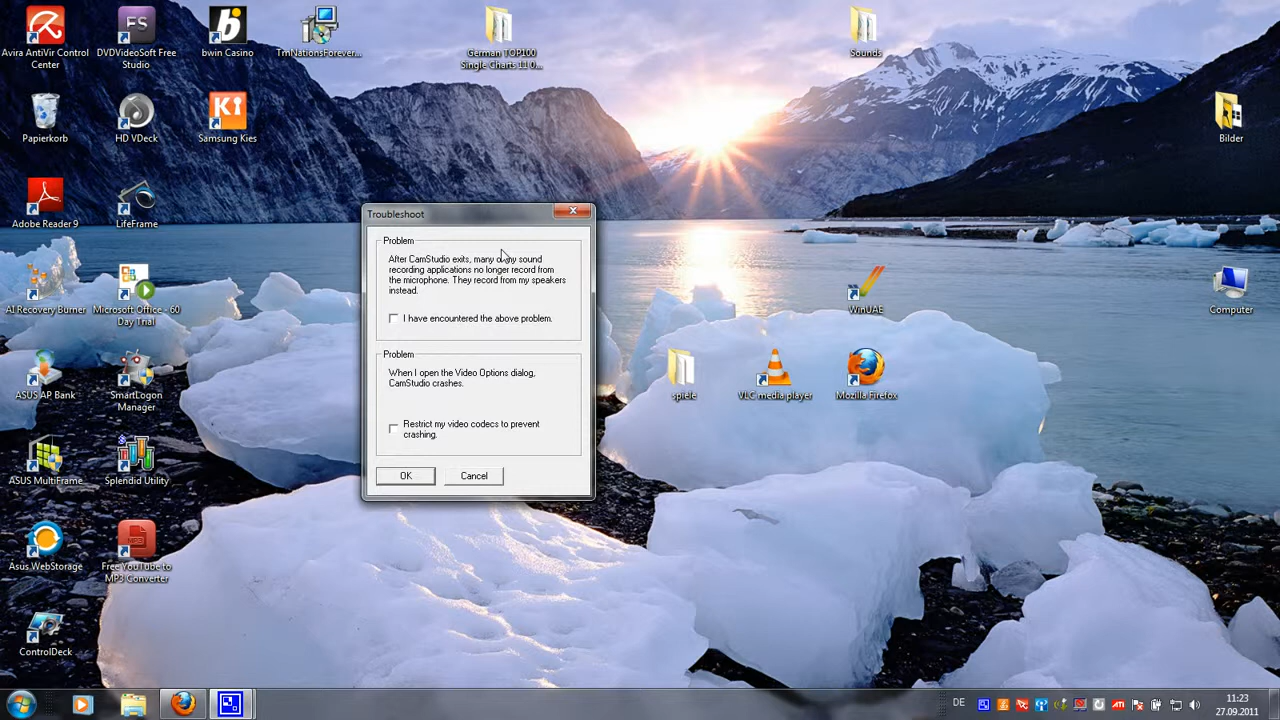 Avira AntiVir Control
Center
DVDVideoSoft Free
Studio
bwin Casino
TmNationsForever...
German TOP100
Single Charts 11 0...
Sounds
Papierkorb
HD VDeck
Samsung Kies
Bilder
Adobe Reader 9
LifeFrame
Troubleshoot
Problem
After CamStudio exits, many o my sound
recording applications no longer record from
the microphone. They record from my speakers
instead.
I have encountered the above problem.
Problem
When I open the Video Options dialog,
CamStudio crashes.
Restrict my video codecs to prevent
crashing.
OK
Cancel
AI Recovery Burner
Microsoft Office - 60
Day Trial
WinUAE
Computer
ASUS AP Bank
SmartLogon
Manager
spiele
VLC media player
Mozilla Firefox
ASUS MultiFrame
Splendid Utility
Asus WebStorage
MP3
Free YouTube to
MP3 Converter
ControlDeck
FS
b
Ki
DE
ATI
11:23
27.09.2011